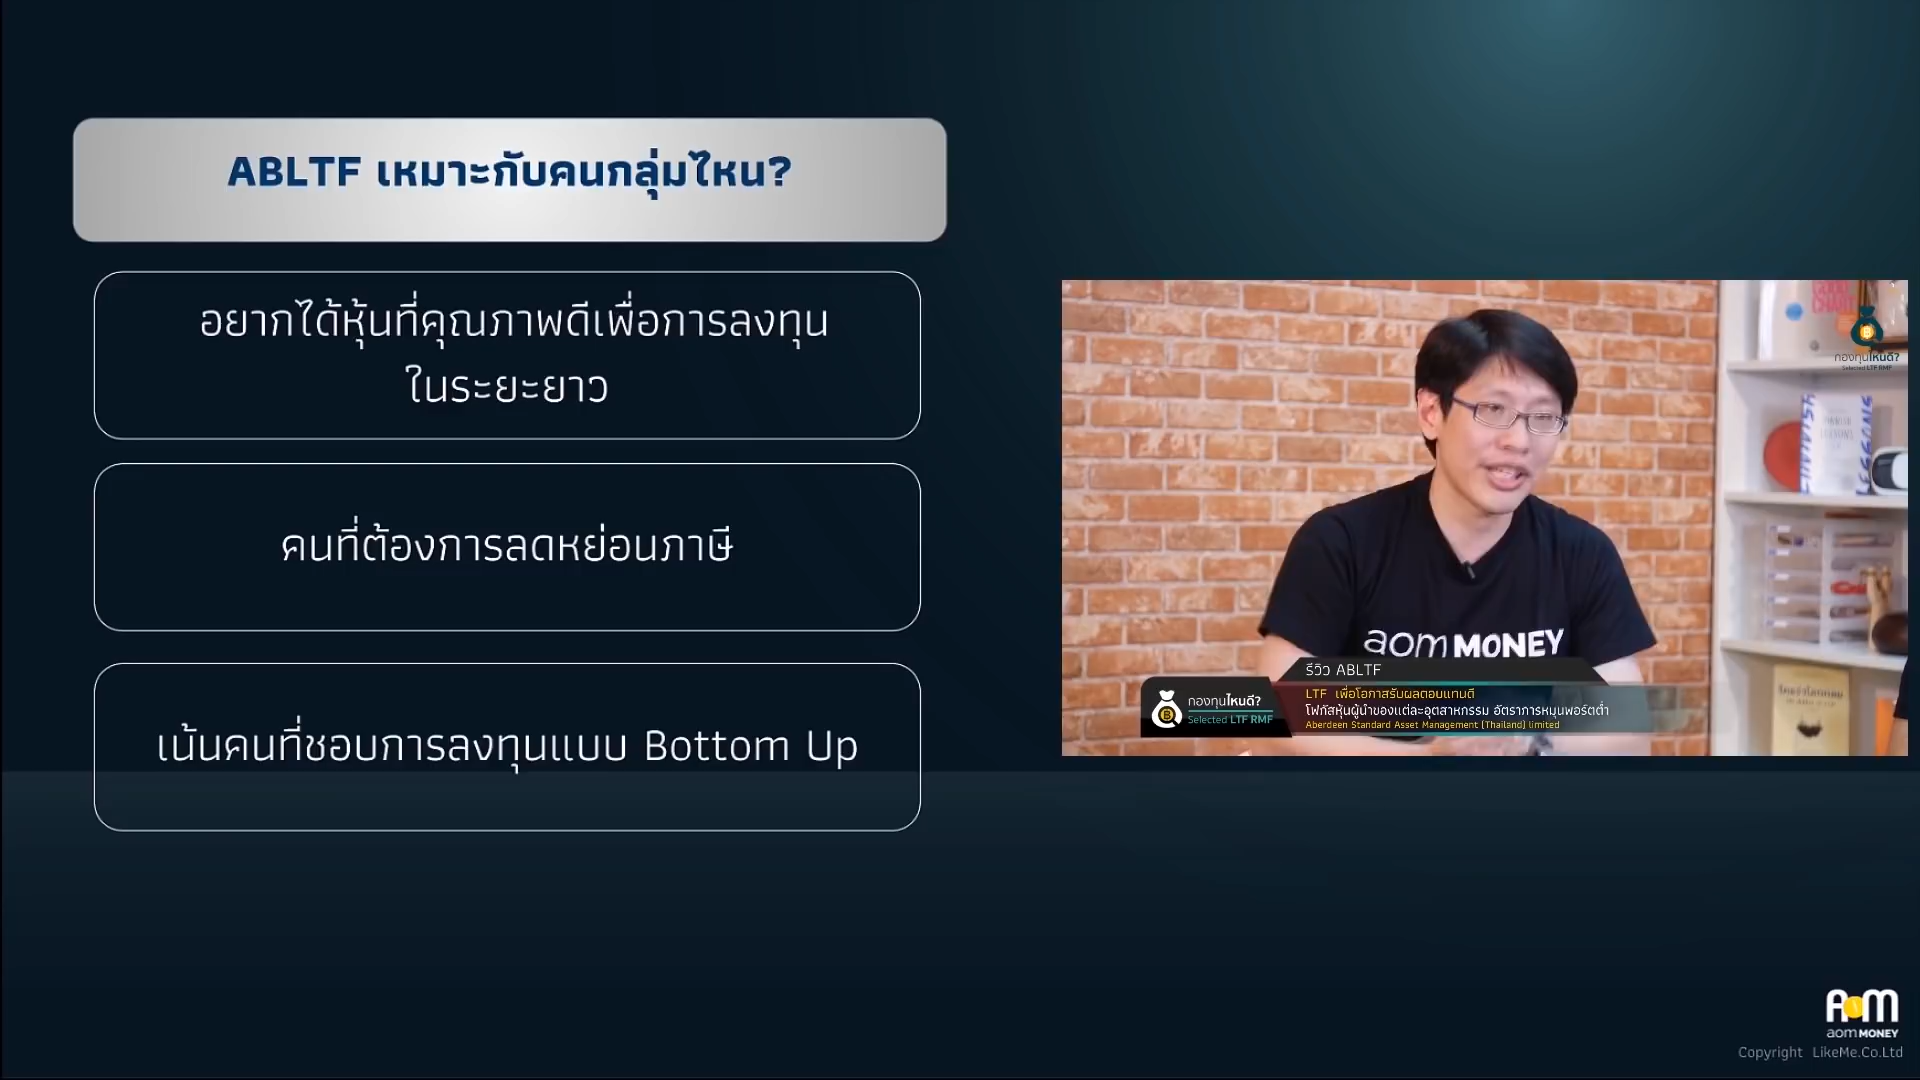 ABLTF เหมาะกับคนกลุ่มไหน?
อยากได้หุ้นที่คุณภาพดีเพื่อการลงทุน
ในระยะยาว
คนที่ต้องการลดหย่อนภาษี
เน้นคนที่ชอบการลงทุนแบบ Bottom Up
กองทุนไหนดี?
Selected LTF RMF
aom MONEY
รีวิว ABLTF
กองทุนไหนดี?
Selected LTF RMF
LTF เพื่อโอกาสรับผลตอบแทนดี
โฟกัสหุ้นผู้นำของแต่ละอุตสาหกรรม อัตราการหมุนพอร์ตต่ำ
Aberdeen Standard Asset Management (Thailand) limited
AOM
aom MONEY
Copyright LikeMe.Co.Ltd